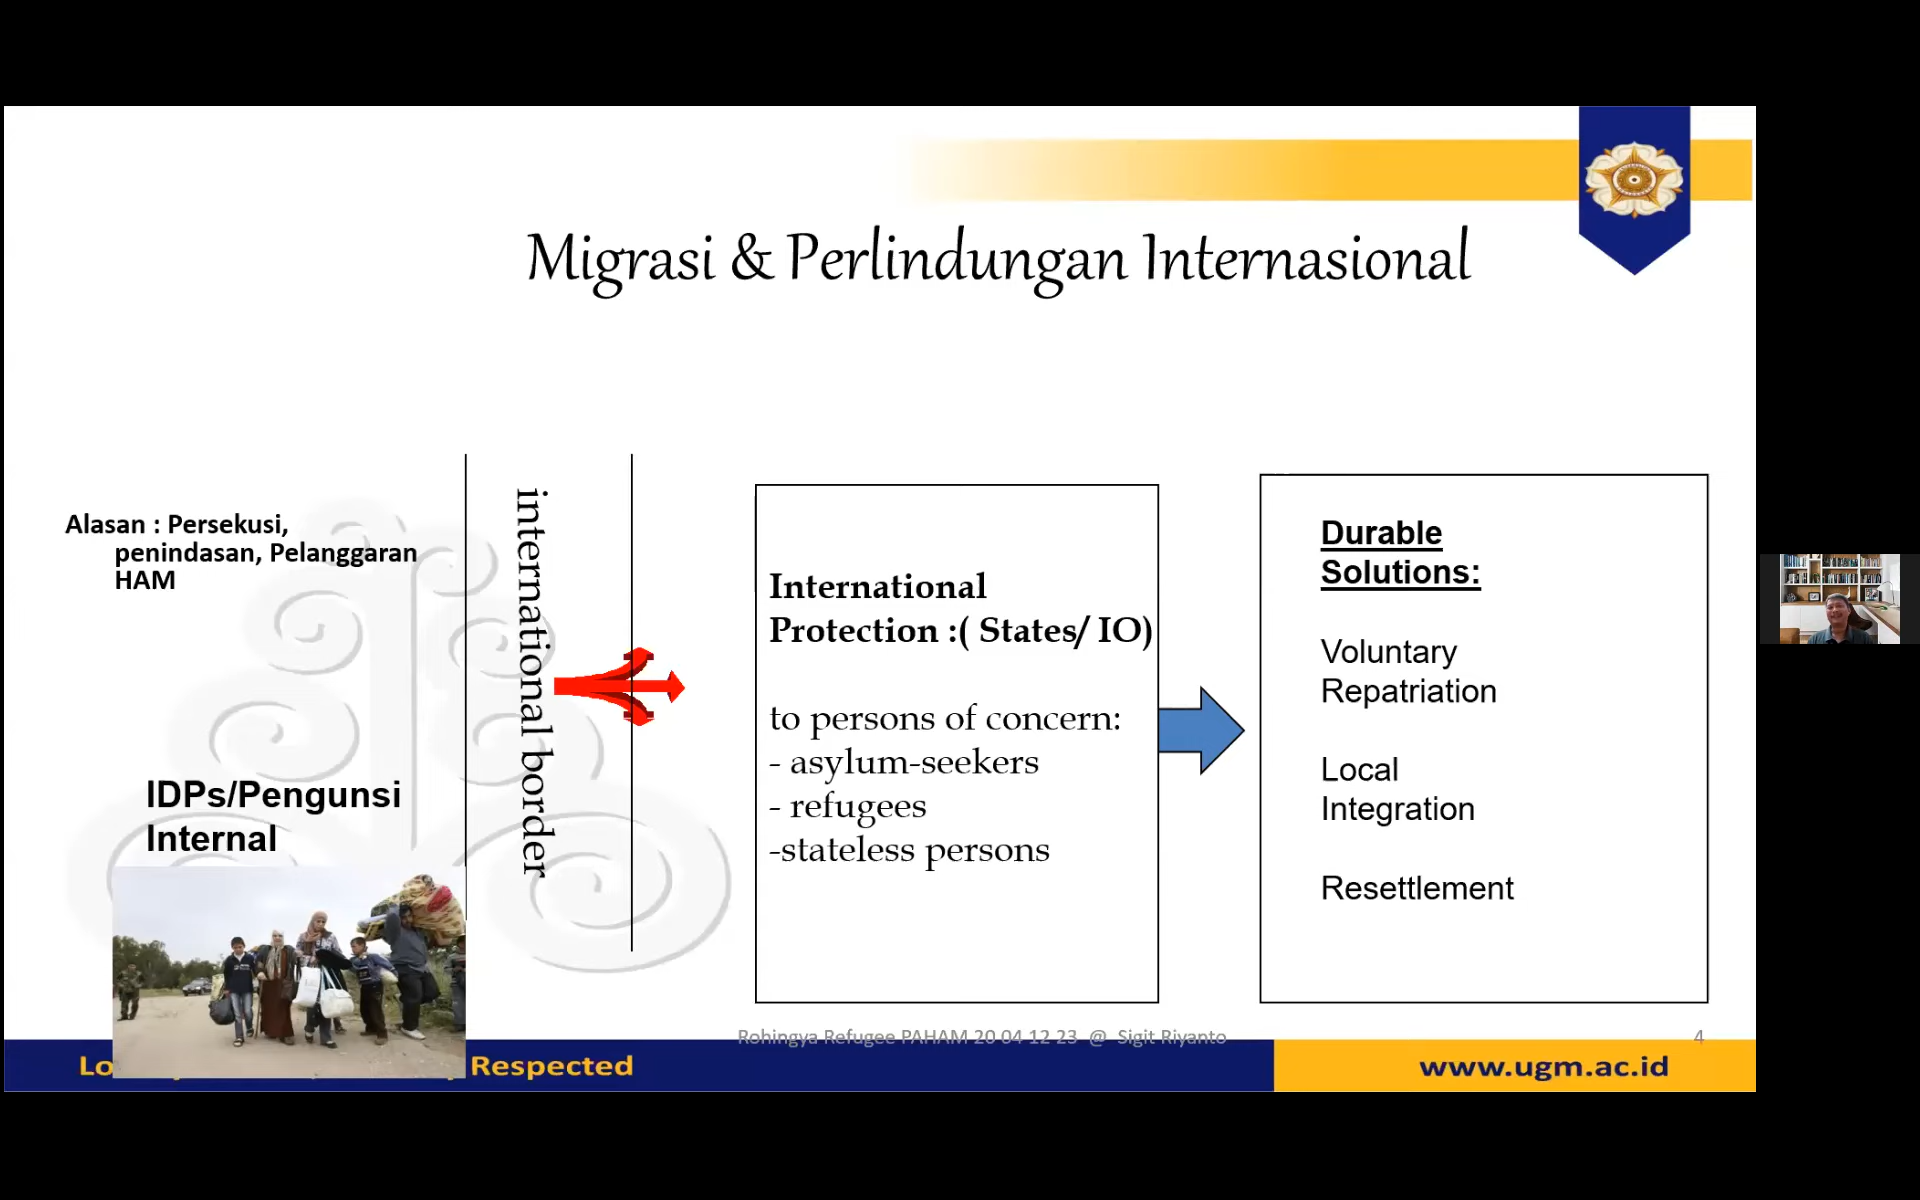 Migrasi & Perlindungan Internasional
Alasan : Persekusi,
penindasan, Pelanggaran
HAM
IDPs/Pengunsi
Internal
international border
International
Protection :( States/ IO)
to persons of concern:
- asylum-seekers
- refugees
-stateless persons
Durable
Solutions:
Voluntary
Repatriation
Local
Integration
Resettlement
Rohingya Refugee PAHAM 20 04 12 23 @ Sigit Riyanto
4
Respected
www.ugm.ac.id